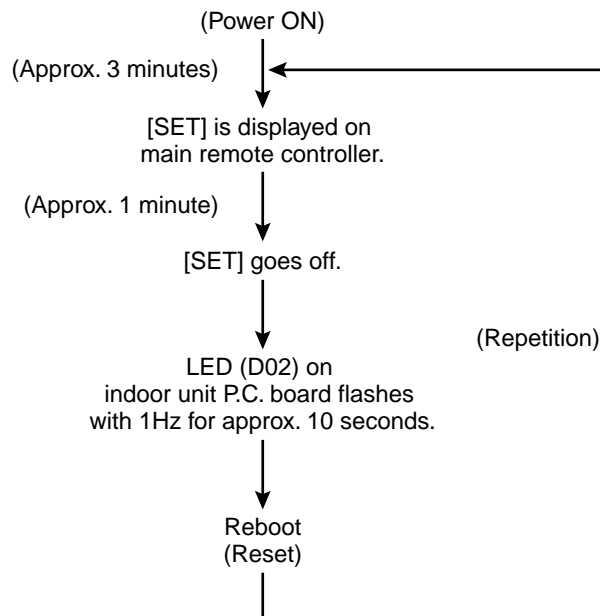 (Power ON)
(Approx. 3 minutes)
[SET] is displayed on
main remote controller.
(Approx. 1 minute)
[SET] goes off.
(Repetition)
LED (D02) on
indoor unit P.C. board flashes
with 1Hz for approx. 10 seconds.
Reboot
(Reset)